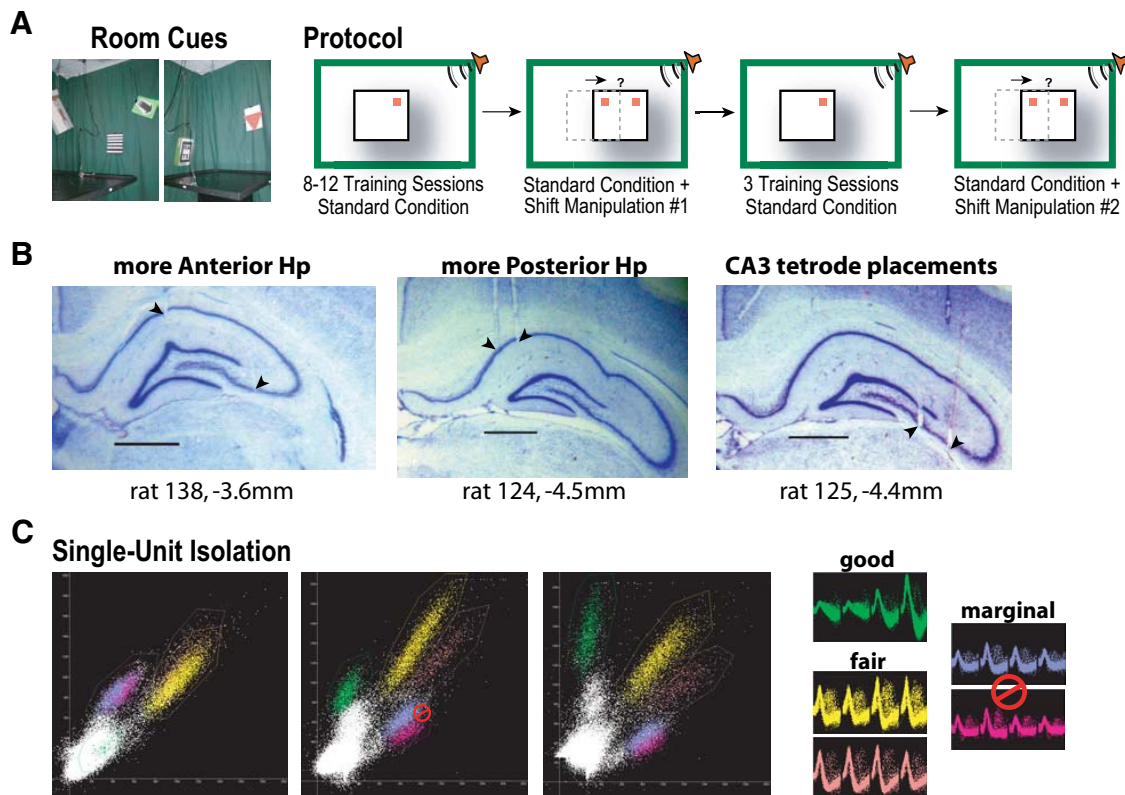 A
Room Cues
Protocol
?
?
8-12 Training Sessions
Standard Condition
Standard Condition +
Shift Manipulation #1
3 Training Sessions
Standard Condition
Standard Condition +
Shift Manipulation #2
B
more Anterior Hp
more Posterior Hp
CA3 tetrode placements
rat 138, -3.6mm
rat 124, -4.5mm
rat 125, -4.4mm
C
Single-Unit Isolation
good
fair
marginal